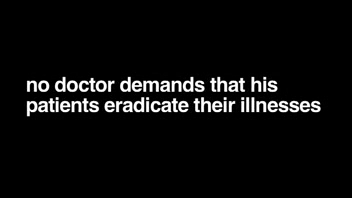 no doctor demands that his
patients eradicate their illnesses